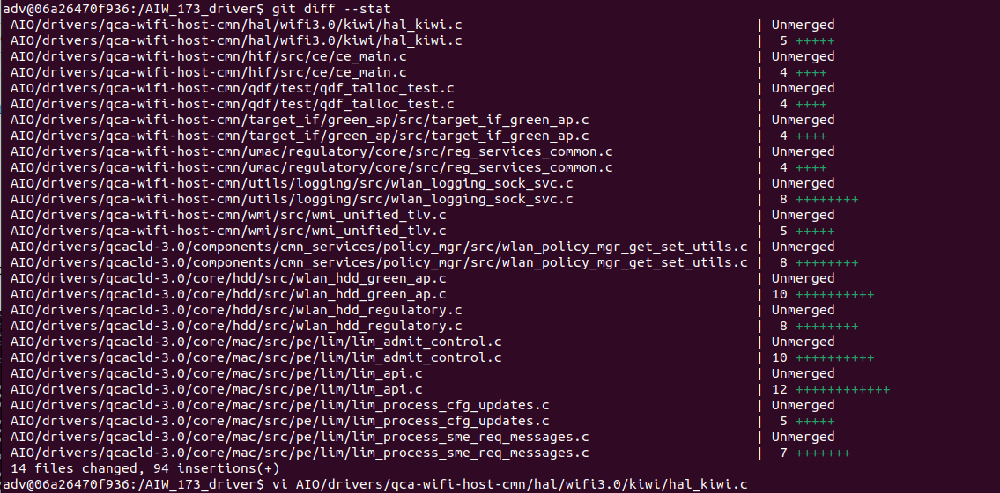 adv@06a26470f936:/AIW_173_driver$ git diff --stat
AIO/drivers/qca-wifi-host-cmn/hal/wifi3.0/kiwi/hal_kiwi.c | Unmerged
AIO/drivers/qca-wifi-host-cmn/hal/wifi3.0/kiwi/hal_kiwi.c | 5 +++++
AIO/drivers/qca-wifi-host-cmn/hif/src/ce/ce_main.c | Unmerged
AIO/drivers/qca-wifi-host-cmn/hif/src/ce/ce_main.c | 4 ++++
AIO/drivers/qca-wifi-host-cmn/qdf/test/qdf_talloc_test.c | Unmerged
AIO/drivers/qca-wifi-host-cmn/qdf/test/qdf_talloc_test.c | 4 ++++
AIO/drivers/qca-wifi-host-cmn/target_if/green_ap/src/target_if_green_ap.c | Unmerged
AIO/drivers/qca-wifi-host-cmn/target_if/green_ap/src/target_if_green_ap.c | 4 ++++
AIO/drivers/qca-wifi-host-cmn/umac/regulatory/core/src/reg_services_common.c | Unmerged
AIO/drivers/qca-wifi-host-cmn/umac/regulatory/core/src/reg_services_common.c | 4 ++++
AIO/drivers/qca-wifi-host-cmn/utils/logging/src/wlan_logging_sock_svc.c | Unmerged
AIO/drivers/qca-wifi-host-cmn/utils/logging/src/wlan_logging_sock_svc.c | 8 ++++++++
AIO/drivers/qca-wifi-host-cmn/wmi/src/wmi_unified_tlv.c | Unmerged
AIO/drivers/qca-wifi-host-cmn/wmi/src/wmi_unified_tlv.c | 5 +++++
AIO/drivers/qcacld-3.0/components/cmn_services/policy_mgr/src/wlan_policy_mgr_get_set_utils.c | Unmerged
AIO/drivers/qcacld-3.0/components/cmn_services/policy_mgr/src/wlan_policy_mgr_get_set_utils.c | 8 ++++++++
AIO/drivers/qcacld-3.0/core/hdd/src/wlan_hdd_green_ap.c | Unmerged
AIO/drivers/qcacld-3.0/core/hdd/src/wlan_hdd_green_ap.c | 10 ++++++++++
AIO/drivers/qcacld-3.0/core/hdd/src/wlan_hdd_regulatory.c | Unmerged
AIO/drivers/qcacld-3.0/core/hdd/src/wlan_hdd_regulatory.c | 8 ++++++++
AIO/drivers/qcacld-3.0/core/mac/src/pe/lim/lim_admit_control.c | Unmerged
AIO/drivers/qcacld-3.0/core/mac/src/pe/lim/lim_admit_control.c | 10 ++++++++++
AIO/drivers/qcacld-3.0/core/mac/src/pe/lim/lim_api.c | Unmerged
AIO/drivers/qcacld-3.0/core/mac/src/pe/lim/lim_api.c | 12 ++++++++++++
AIO/drivers/qcacld-3.0/core/mac/src/pe/lim/lim_process_cfg_updates.c | Unmerged
AIO/drivers/qcacld-3.0/core/mac/src/pe/lim/lim_process_cfg_updates.c | 5 +++++
AIO/drivers/qcacld-3.0/core/mac/src/pe/lim/lim_process_sme_req_messages.c | Unmerged
AIO/drivers/qcacld-3.0/core/mac/src/pe/lim/lim_process_sme_req_messages.c | 7 +++++++
14 files changed, 94 insertions(+)
adv@06a26470f936:/AIW_173_driver$ vi AIO/drivers/qca-wifi-host-cmn/hal/wifi3.0/kiwi/hal_kiwi.c